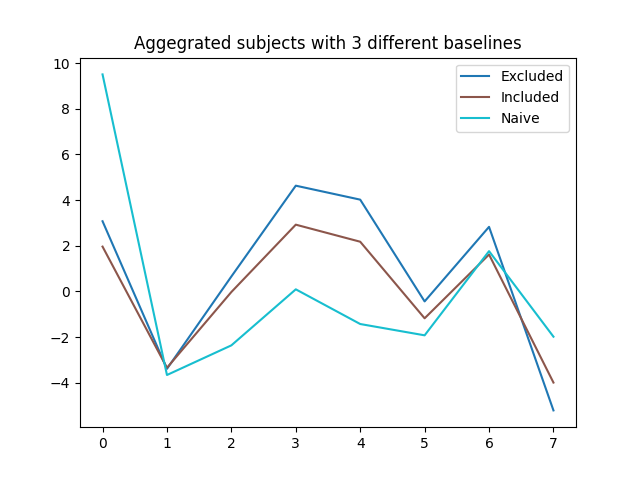 Aggegrated subjects with 3 different baselines
10
8
6
4
2
0
−2
−4
0 1 2 3 4 5 6 7
Excluded
Included
Naive